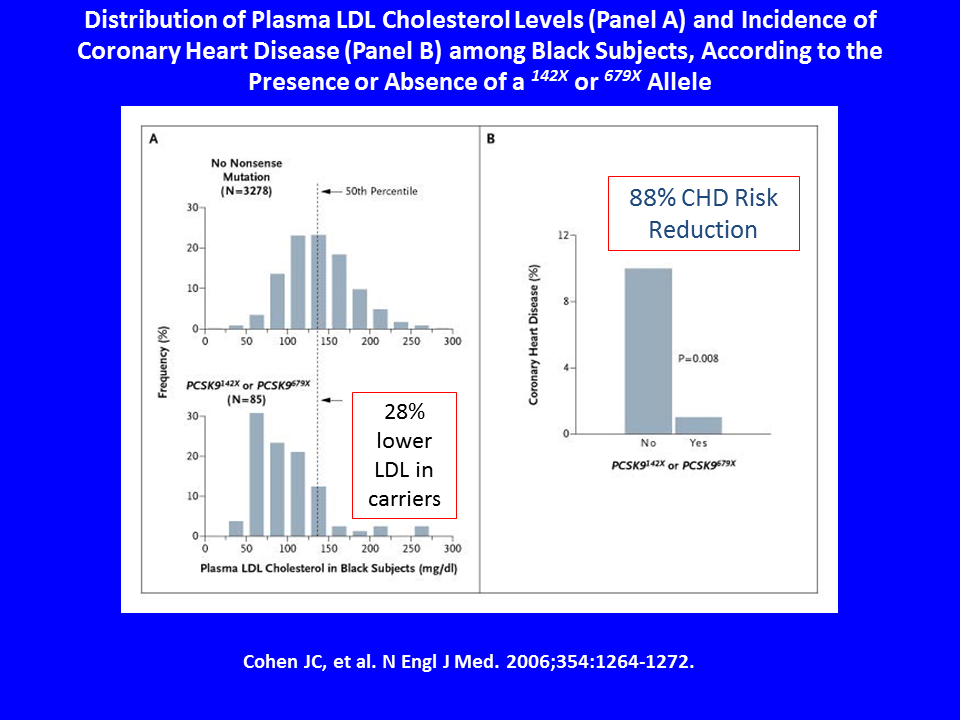 Distribution of Plasma LDL Cholesterol Levels (Panel A) and Incidence of
Coronary Heart Disease (Panel B) among Black Subjects, According to the
Presence or Absence of a 142X or 679X Allele
A
No Nonsense
Mutation
(N=3278)
50th Percentile
30
20
10
0
0 50 100 150 200 250 300
Frequency (%)
PCSK9142X or PCSK9679X
(N=85)
28%
lower
LDL in
carriers
30
20
10
0
0 50 100 150 200 250 300
Plasma LDL Cholesterol in Black Subjects (mg/dl)
B
88% CHD Risk
Reduction
12
8
4
0
Coronary Heart Disease (%)
P=0.008
No Yes
PCSK9142X or PCSK9679X
Cohen JC, et al. N Engl J Med. 2006;354:1264-1272.